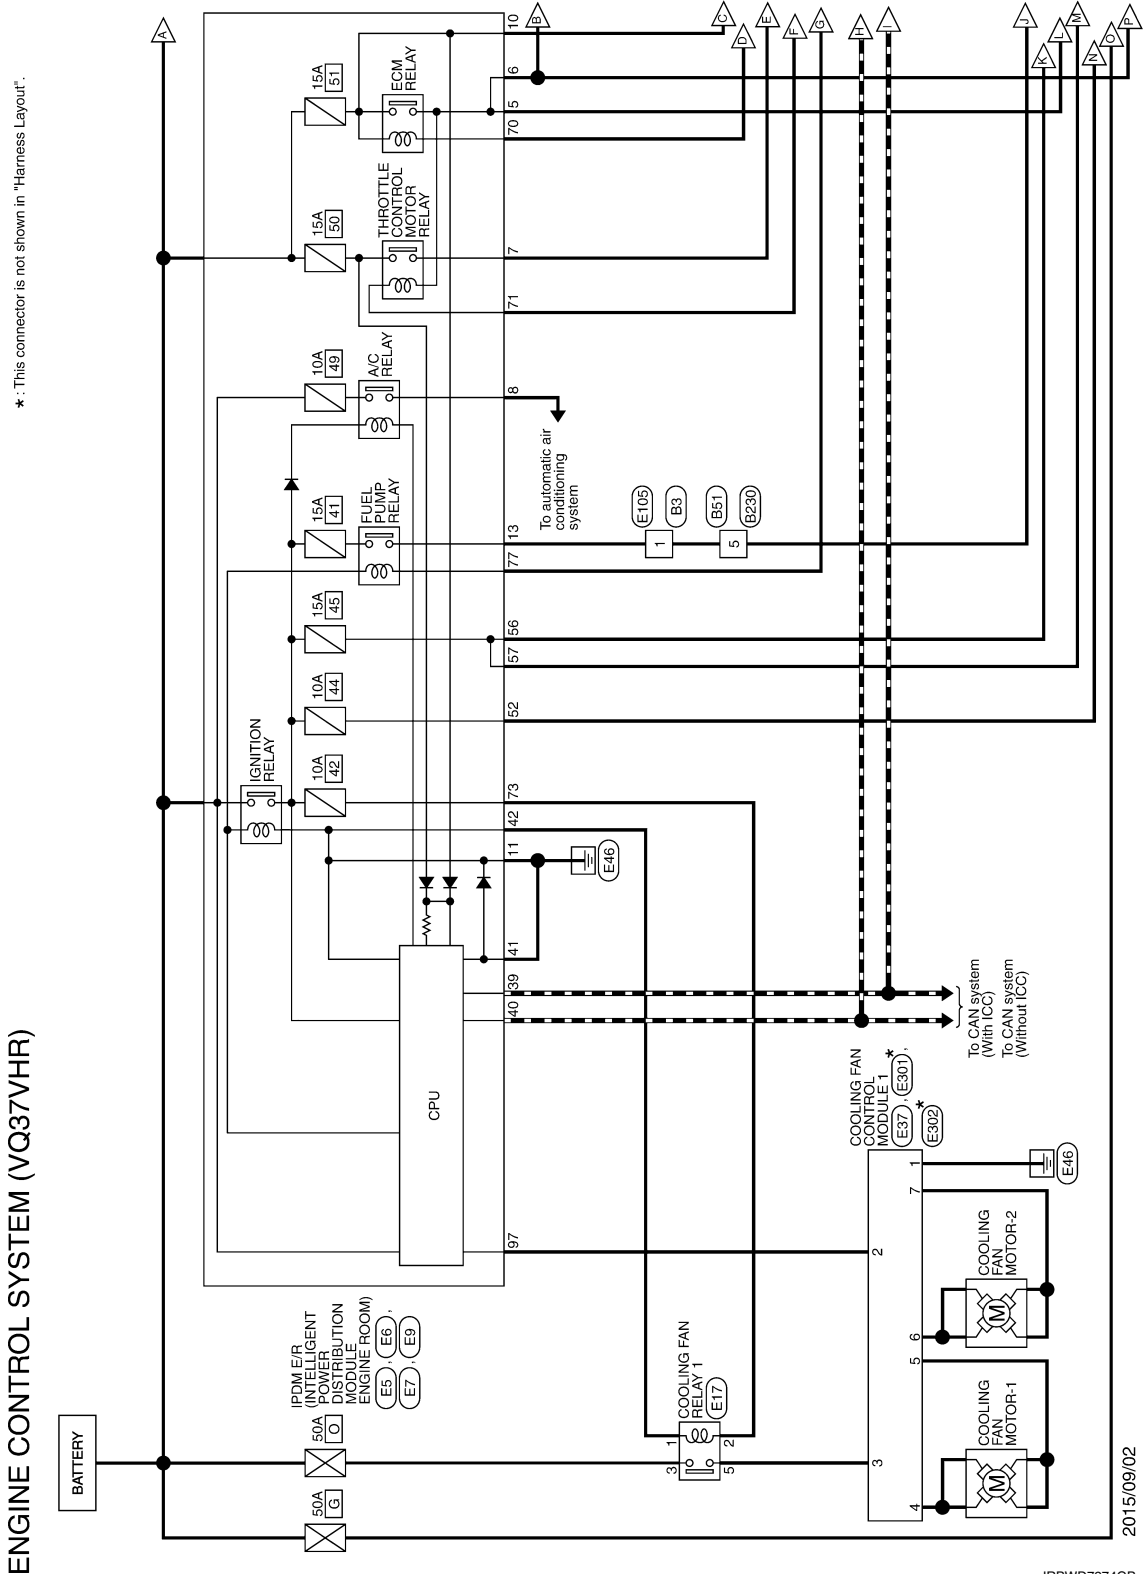 ENGINE CONTROL SYSTEM (VQ37VHR)
* : This connector is not shown in "Harness Layout".
BATTERY
50A
G
50A
O
IPDM E/R
(INTELLIGENT
POWER
DISTRIBUTION
MODULE
ENGINE ROOM)
E5 , E6 ,
E7 , E9
A
IGNITION
RELAY
10A
42
10A
44
15A
45
15A
41
FUEL
PUMP
RELAY
10A
49
A/C
RELAY
15A
50
THROTTLE
CONTROL
MOTOR
RELAY
15A
51
ECM
RELAY
CPU
97
40
39
41
11
42
73
52
57
56
77
13
8
71
7
70
5
6
10
E46
To automatic air
conditioning
system
1
E105
B3
5
B51
B230
B
C
D
E
F
G
H
I
J
K
L
M
N
O
P
To CAN system
(With ICC)
To CAN system
(Without ICC)
COOLING FAN
RELAY 1
E17
3
1
5
2
COOLING FAN
CONTROL
MODULE 1
E37 , E301 * ,
E302 *
3
2
4
5
6
7
1
COOLING
FAN
MOTOR-1
M
COOLING
FAN
MOTOR-2
M
E46
2015/09/02